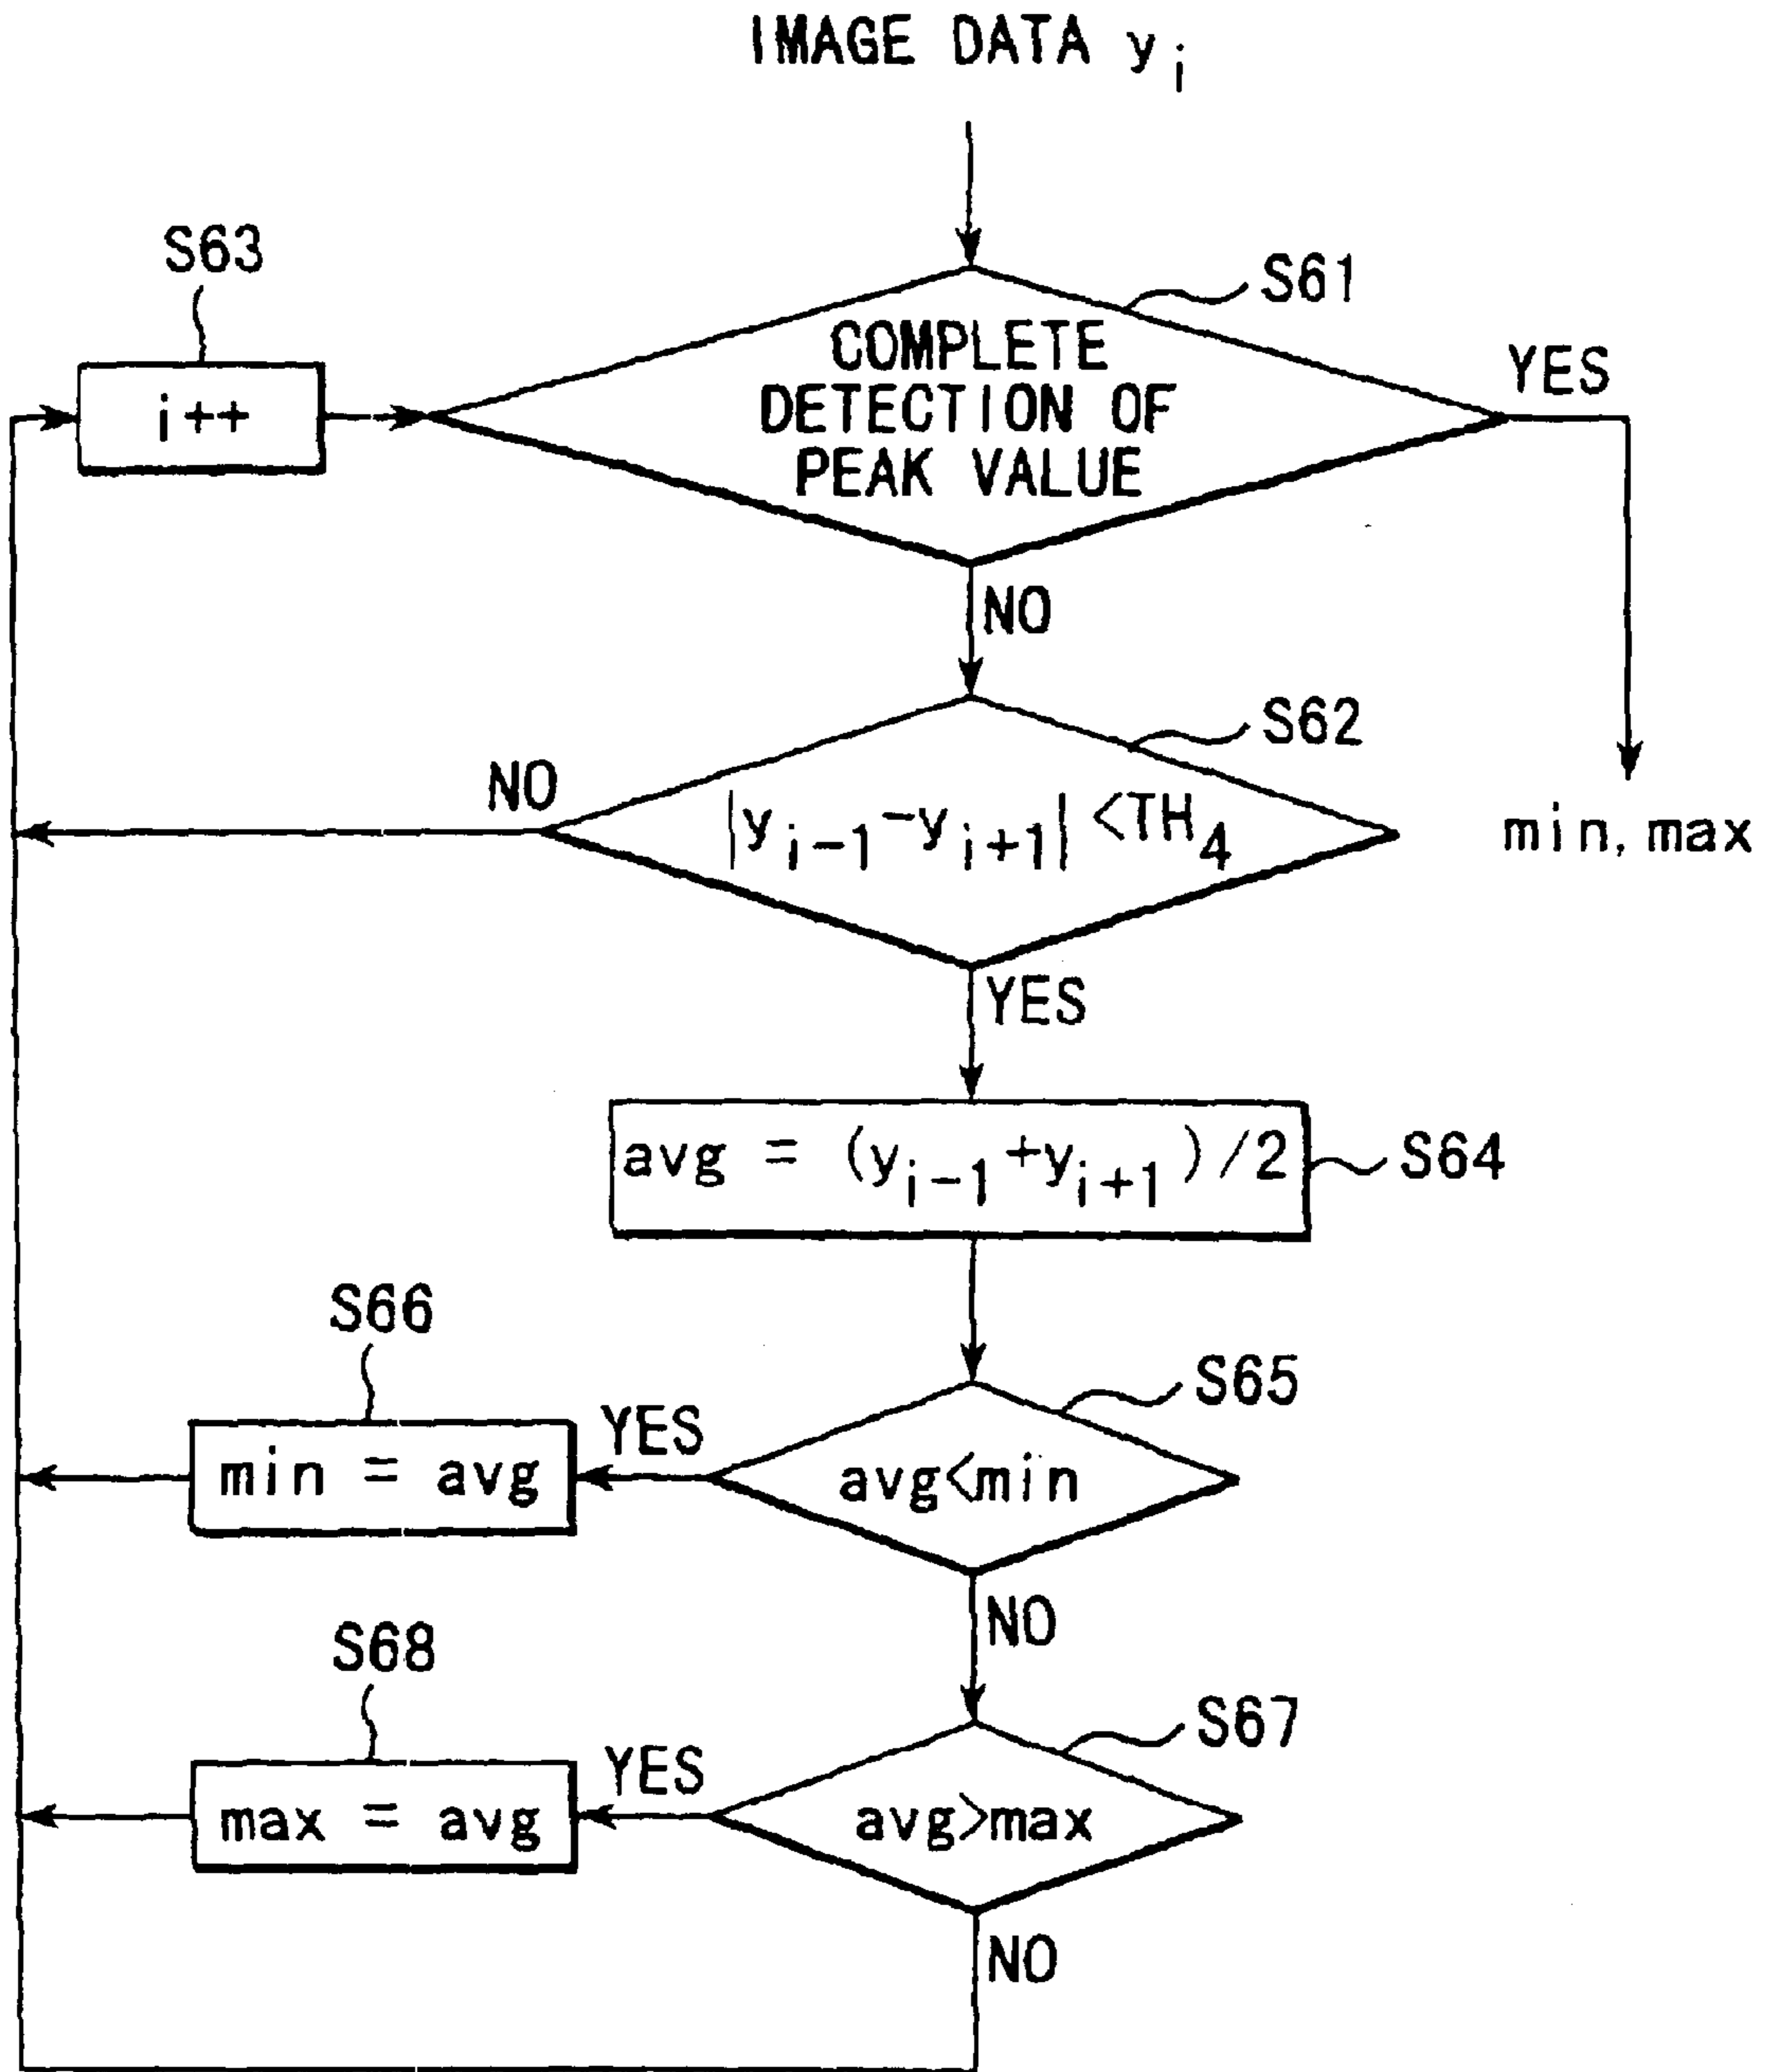 IMAGE DATA y_i
S63
S61
i++
COMPLETE
DETECTION OF
PEAK VALUE
YES
NO
S62
NO
|y_{i-1}-y_{i+1}|<TH_4
min, max
YES
avg = (y_{i-1}+y_{i+1})/2
S64
S66
S65
min = avg
YES
avg<min
NO
S68
S67
max = avg
YES
avg>max
NO